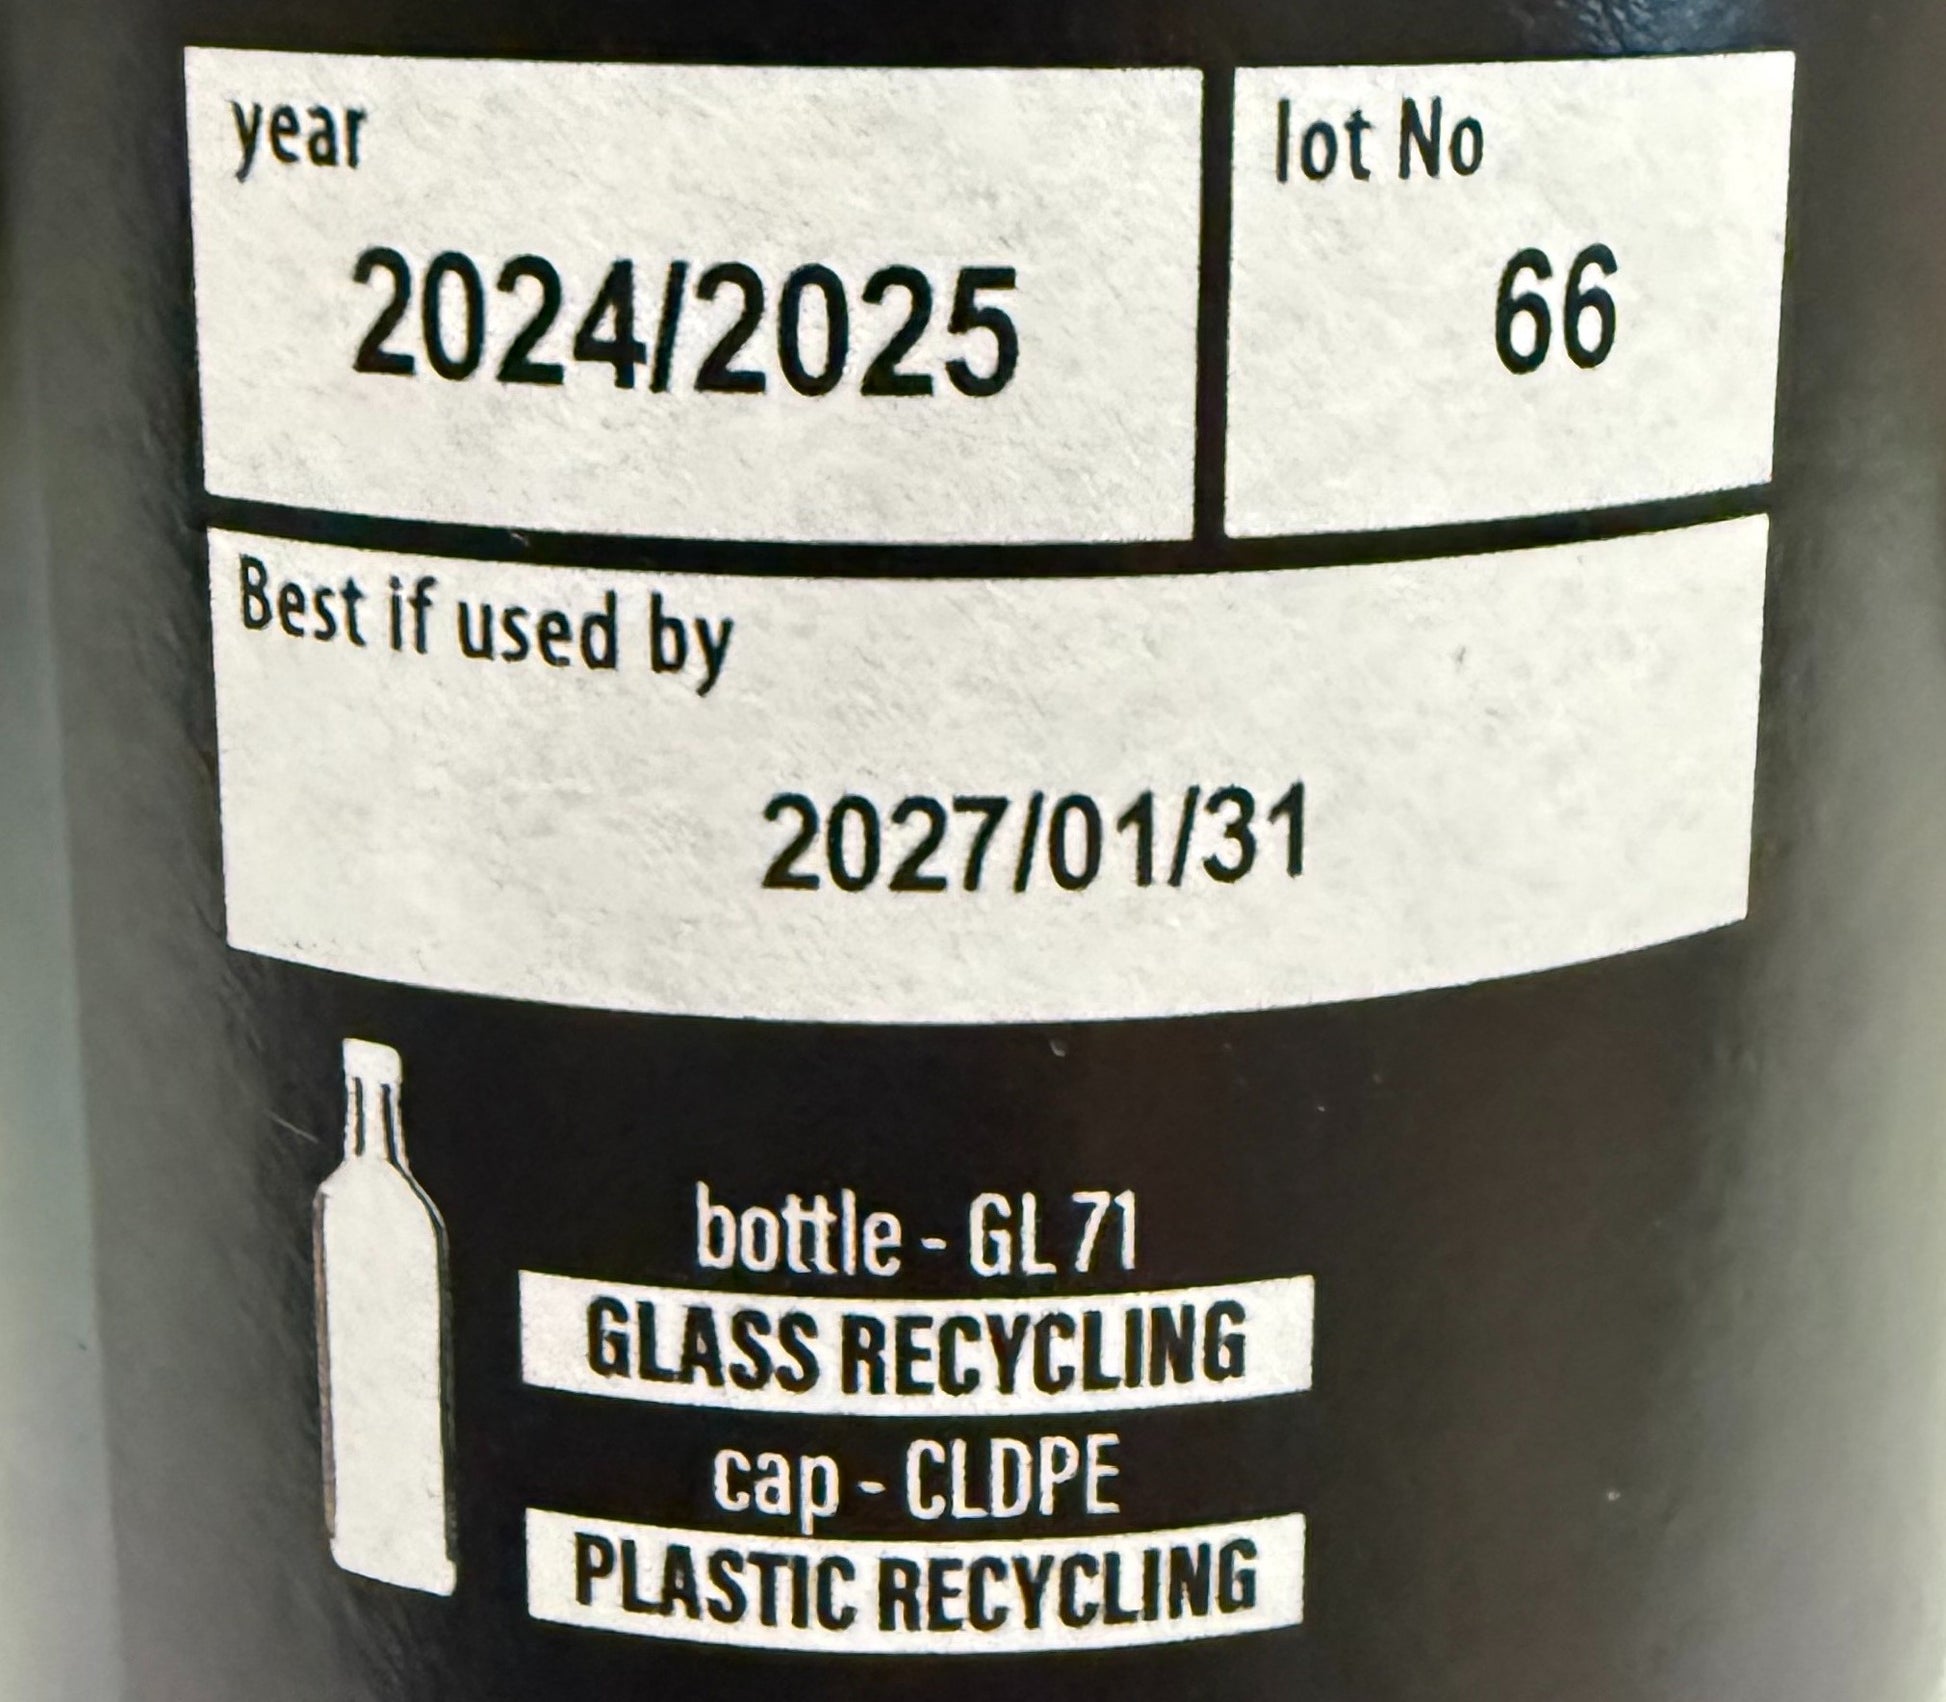 year
2024/2025
lot No
66
Best if used by
2027/01/31
bottle - GL 71
GLASS RECYCLING
cap - CLDPE
PLASTIC RECYCLING